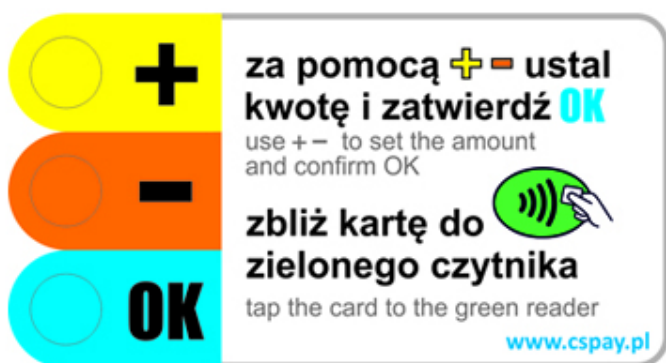 +
-
OK
za pomocą + - ustal
kwotę i zatwierdź OK
use + – to set the amount
and confirm OK
zbliż kartę do
zielonego czytnika
tap the card to the green reader
www.cspay.pl